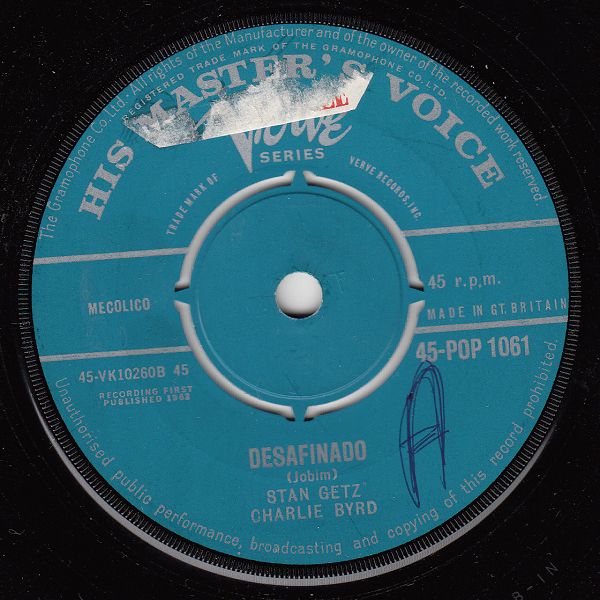 The Gramophone Co., Ltd. All rights of the Manufacturer and of the owner of the recorded work reserved.
REGISTERED TRADE MARK OF THE GRAMOPHONE CO. LTD.
HIS MASTER'S VOICE
Verve
SERIES
TRADE MARK OF
VERVE RECORDS, INC.
45 r.p.m.
MECOLICO
MADE IN GT. BRITAIN
45-POP 1061
45-VK10260B 45
RECORDING FIRST
PUBLISHED 1962
A
DESAFINADO
(Jobim)
STAN GETZ
CHARLIE BYRD
Unauthorised public performance, broadcasting and copying of this record prohibited.